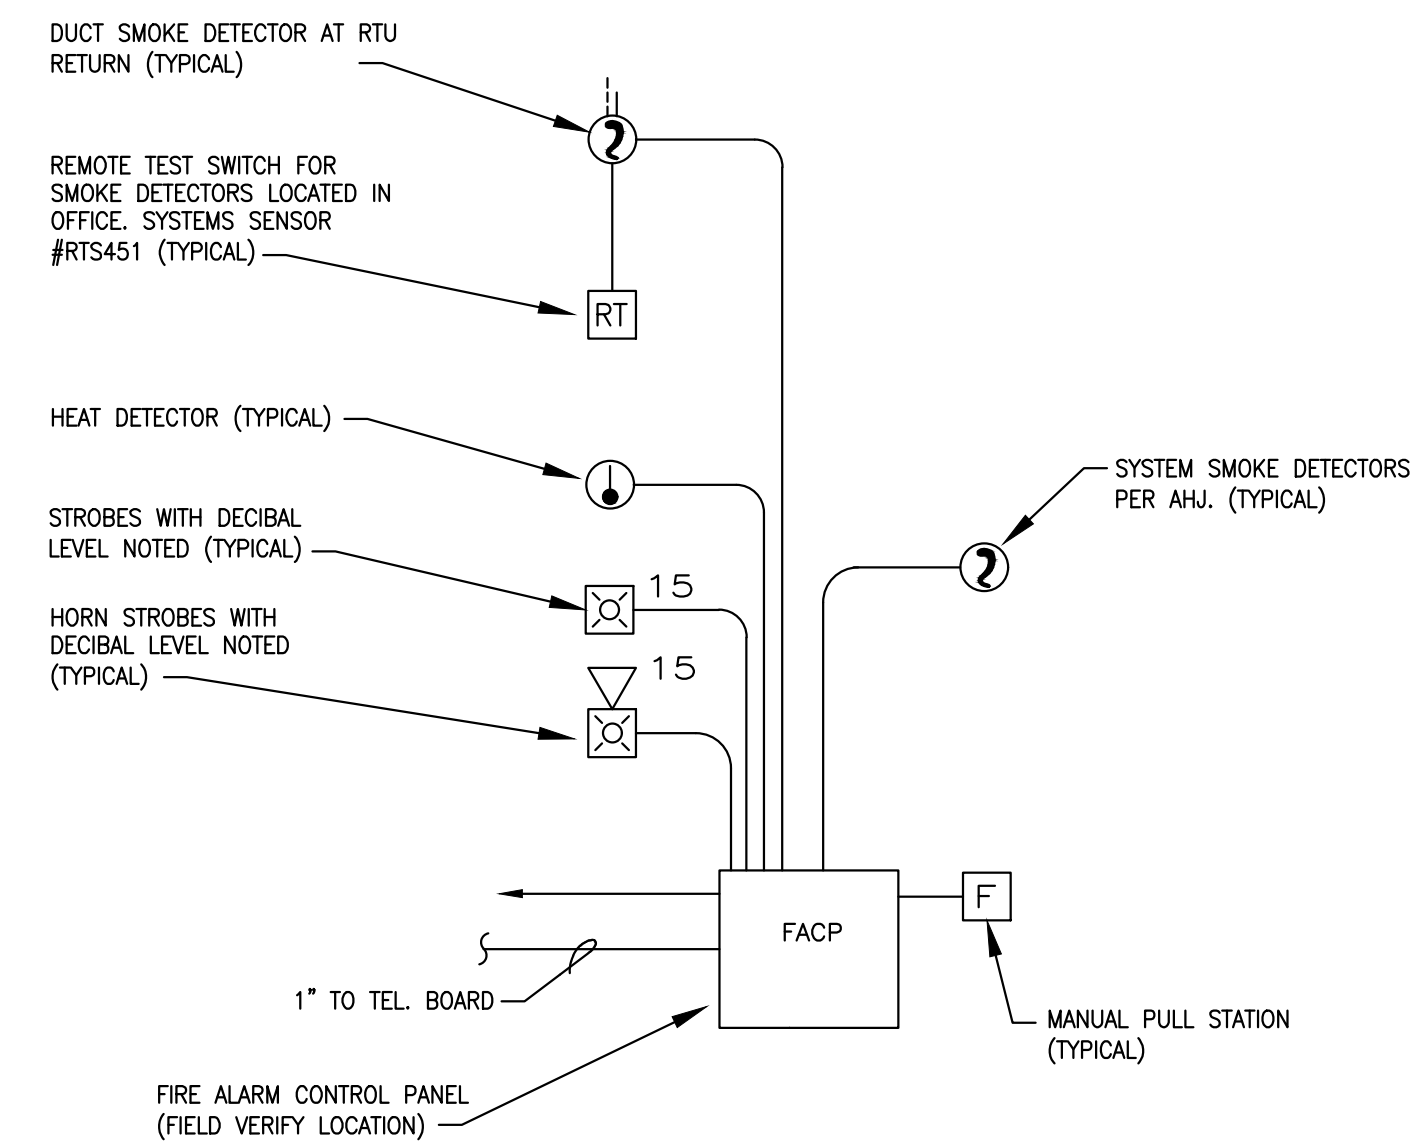 DUCT SMOKE DETECTOR AT RTU
RETURN (TYPICAL)
REMOTE TEST SWITCH FOR
SMOKE DETECTORS LOCATED IN
OFFICE. SYSTEMS SENSOR
#RTS451 (TYPICAL)
RT
HEAT DETECTOR (TYPICAL)
SYSTEM SMOKE DETECTORS
PER AHJ. (TYPICAL)
STROBES WITH DECIBAL
LEVEL NOTED (TYPICAL)
15
HORN STROBES WITH
DECIBAL LEVEL NOTED
(TYPICAL)
15
F
FACP
1" TO TEL. BOARD
MANUAL PULL STATION
(TYPICAL)
FIRE ALARM CONTROL PANEL
(FIELD VERIFY LOCATION)